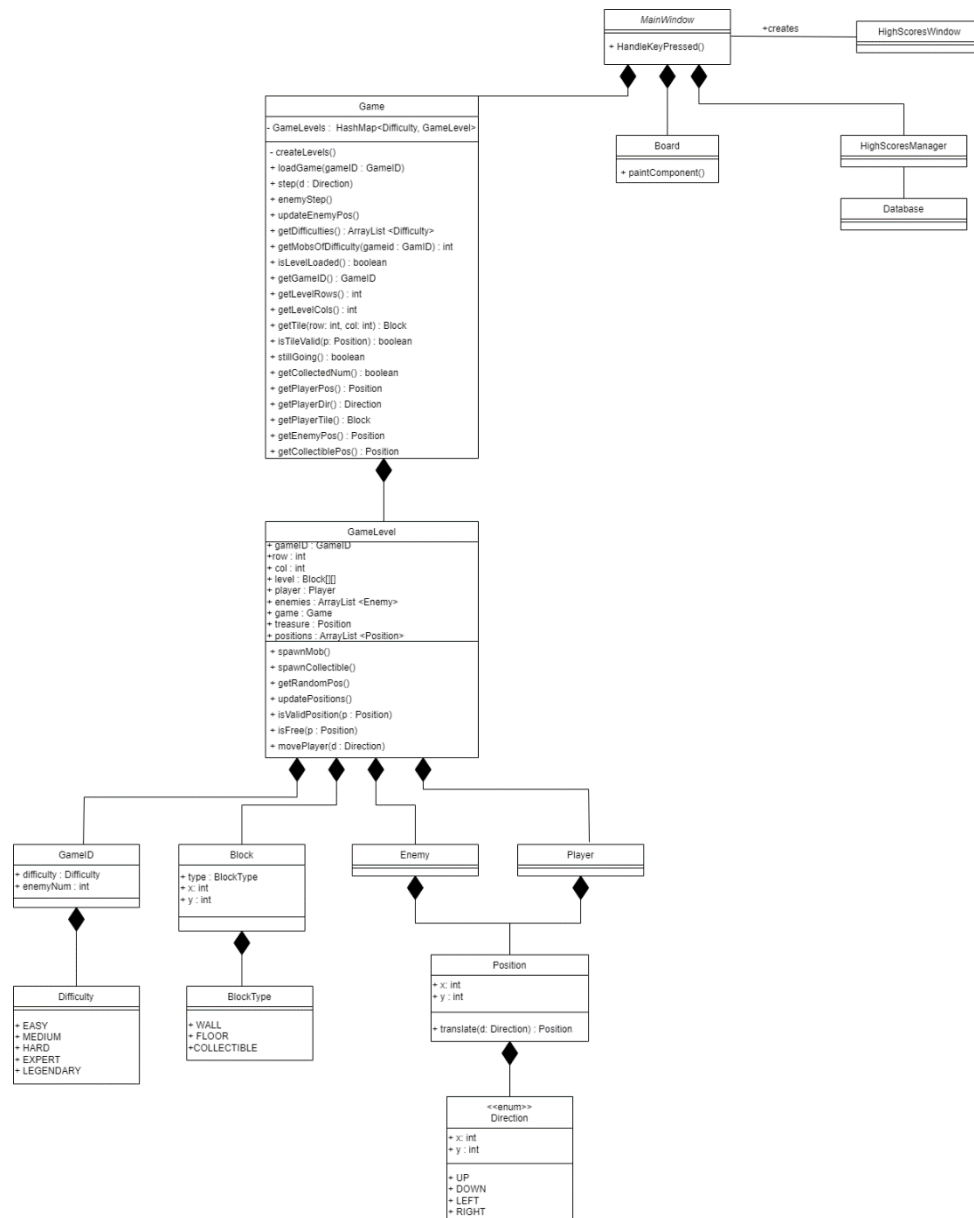 MainWindow
+ HandleKeyPressed()
+creates
HighScoresWindow
Game
- GameLevels : HashMap<Difficulty, GameLevel>
- createLevels()
+ loadGame(gameID : GameID)
+ step(d : Direction)
+ enemyStep()
+ updateEnemyPos()
+ getDifficulties() : ArrayList <Difficulty>
+ getMobsOfDifficulty(gameid : GamID) : int
+ isLevelLoaded() : boolean
+ getGameID() : GameID
+ getLevelRows() : int
+ getLevelCols() : int
+ getTile(row: int, col: int) : Block
+ isTileValid(p: Position) : boolean
+ stillGoing() : boolean
+ getCollectedNum() : boolean
+ getPlayerPos() : Position
+ getPlayerDir() : Direction
+ getPlayerTile() : Block
+ getEnemyPos() : Position
+ getCollectiblePos() : Position
Board
+ paintComponent()
HighScoresManager
Database
GameLevel
+ gameID : GameID
+row : int
+ col : int
+ level : Block[][]
+ player : Player
+ enemies : ArrayList <Enemy>
+ game : Game
+ treasure : Position
+ positions : ArrayList <Position>
+ spawnMob()
+ spawnCollectible()
+ getRandomPos()
+ updatePositions()
+ isValidPosition(p : Position)
+ isFree(p : Position)
+ movePlayer(d : Direction)
GameID
+ difficulty : Difficulty
+ enemyNum : int
Block
+ type : BlockType
+ x: int
+ y : int
Enemy
Player
Difficulty
+ EASY
+ MEDIUM
+ HARD
+ EXPERT
+ LEGENDARY
BlockType
+ WALL
+ FLOOR
+COLLECTIBLE
Position
+ x: int
+ y : int
+ translate(d: Direction) : Position
<<enum>>
Direction
+ x: int
+ y : int
+ UP
+ DOWN
+ LEFT
+ RIGHT